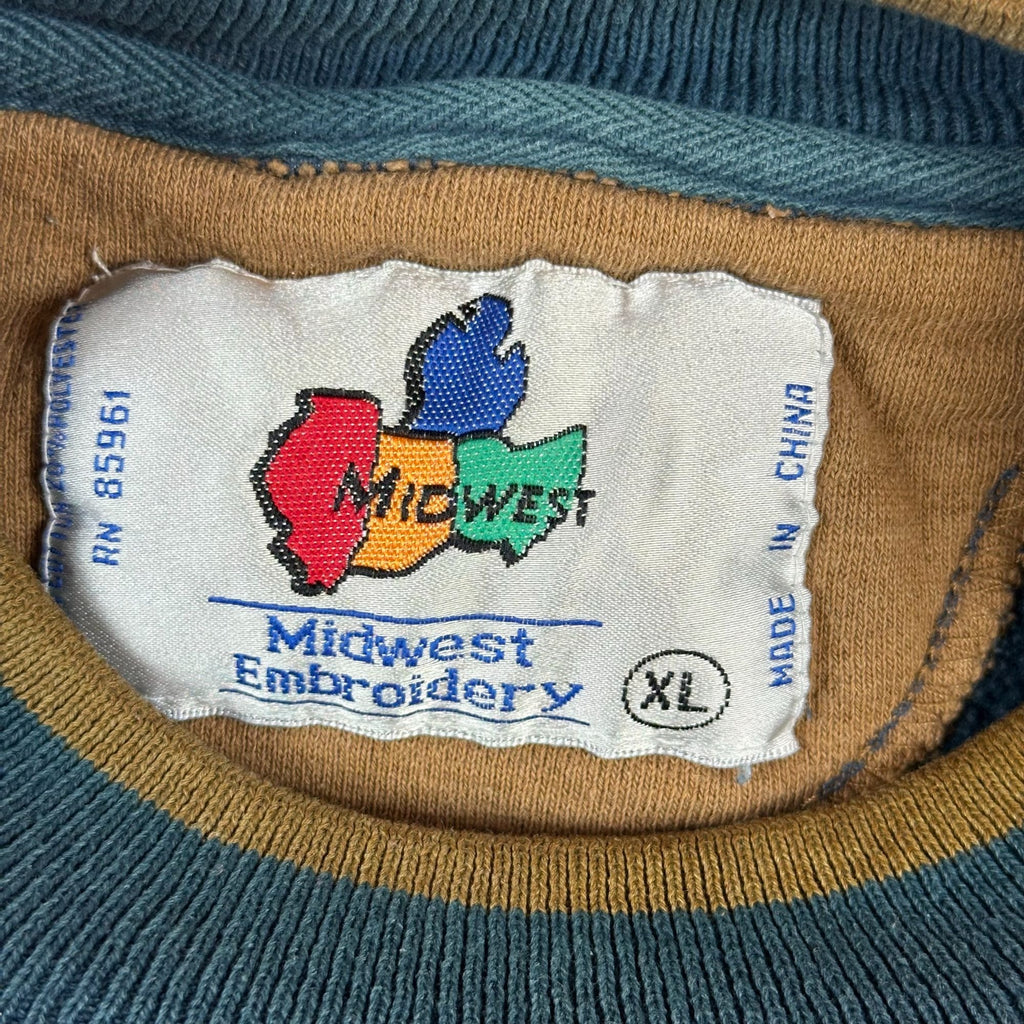 MIDWEST
Midwest
Embroidery
XL
RN 85961
MADE IN CHINA